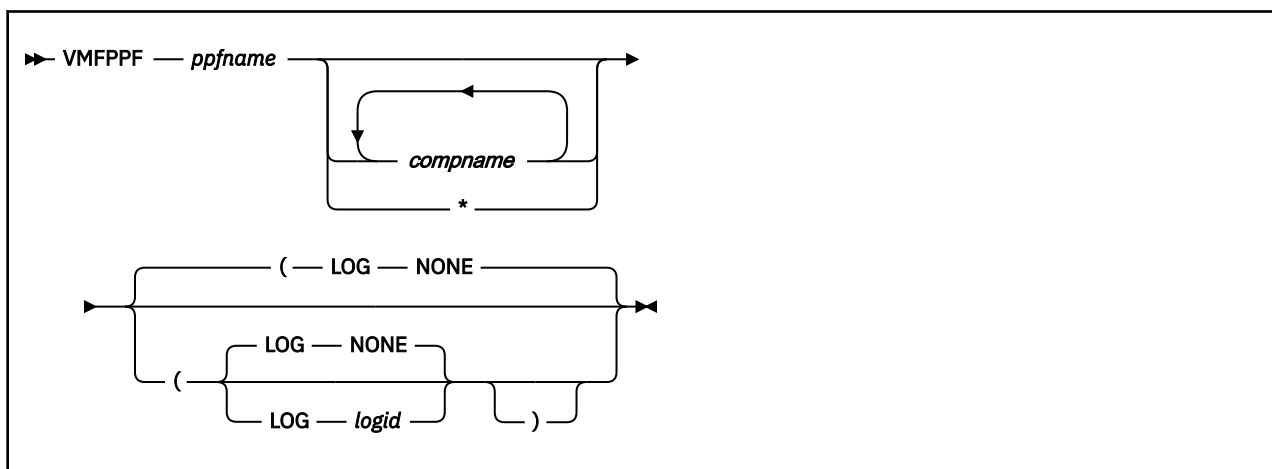 VMFPPF ppfname
compname
*
( LOG NONE
LOG NONE
(
LOG logid )